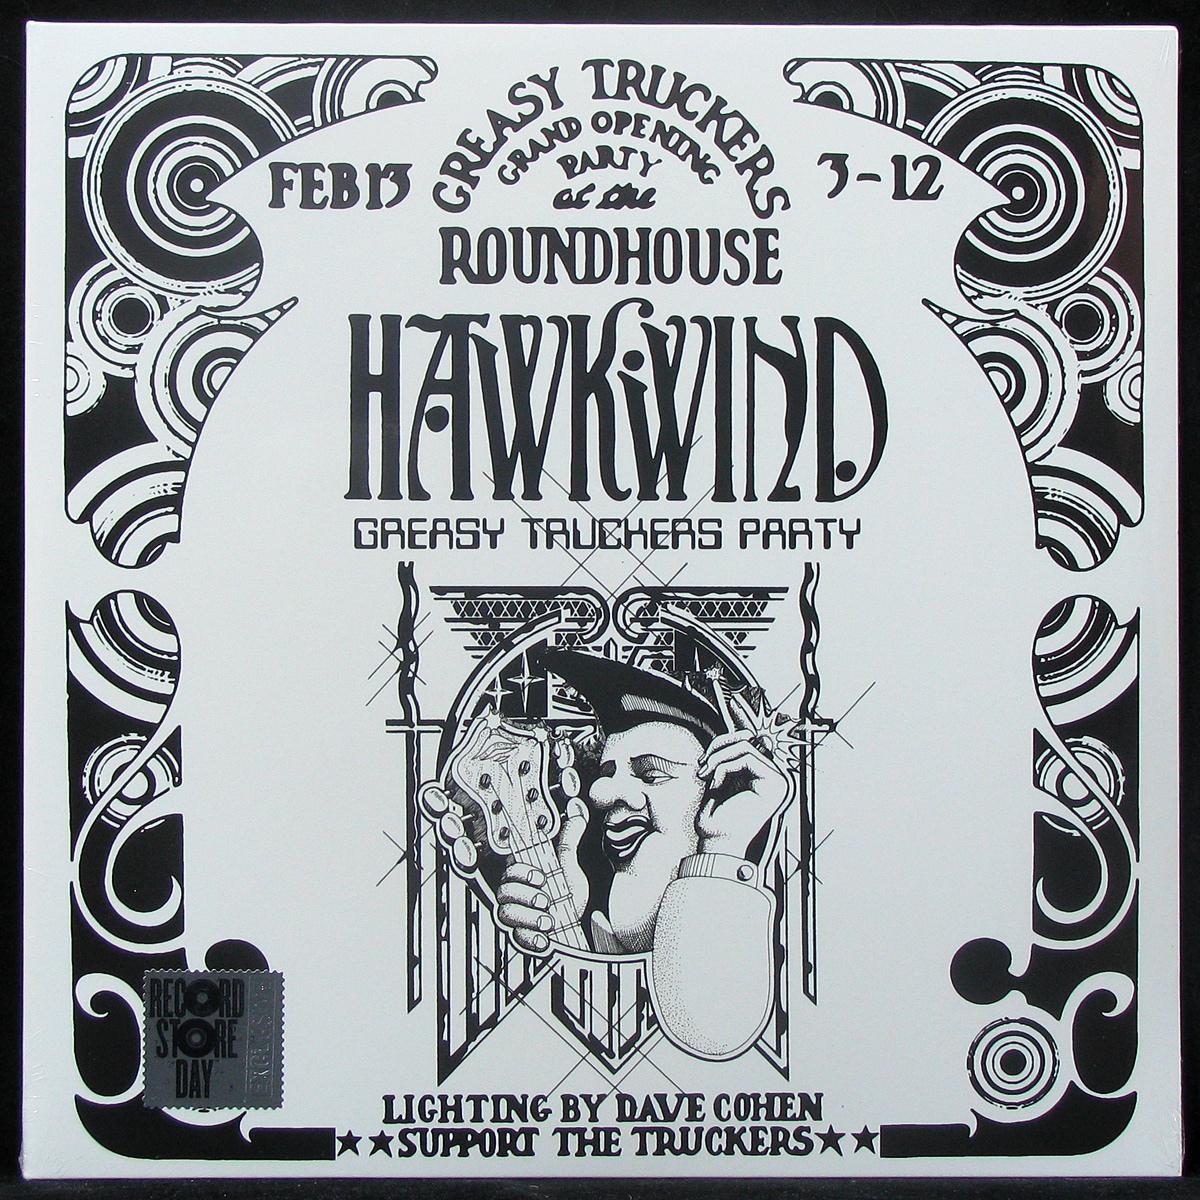 GREASY TRUCKERS
GRAND OPENING
PARTY
at the
FEB 13
3-12
ROUNDHOUSE
HAWKWIND
GREASY TRUCKERS PARTY
RECORD
STORE
DAY
EXCLUSIVE
LIGHTING BY DAVE COHEN
★★SUPPORT THE TRUCKERS★★